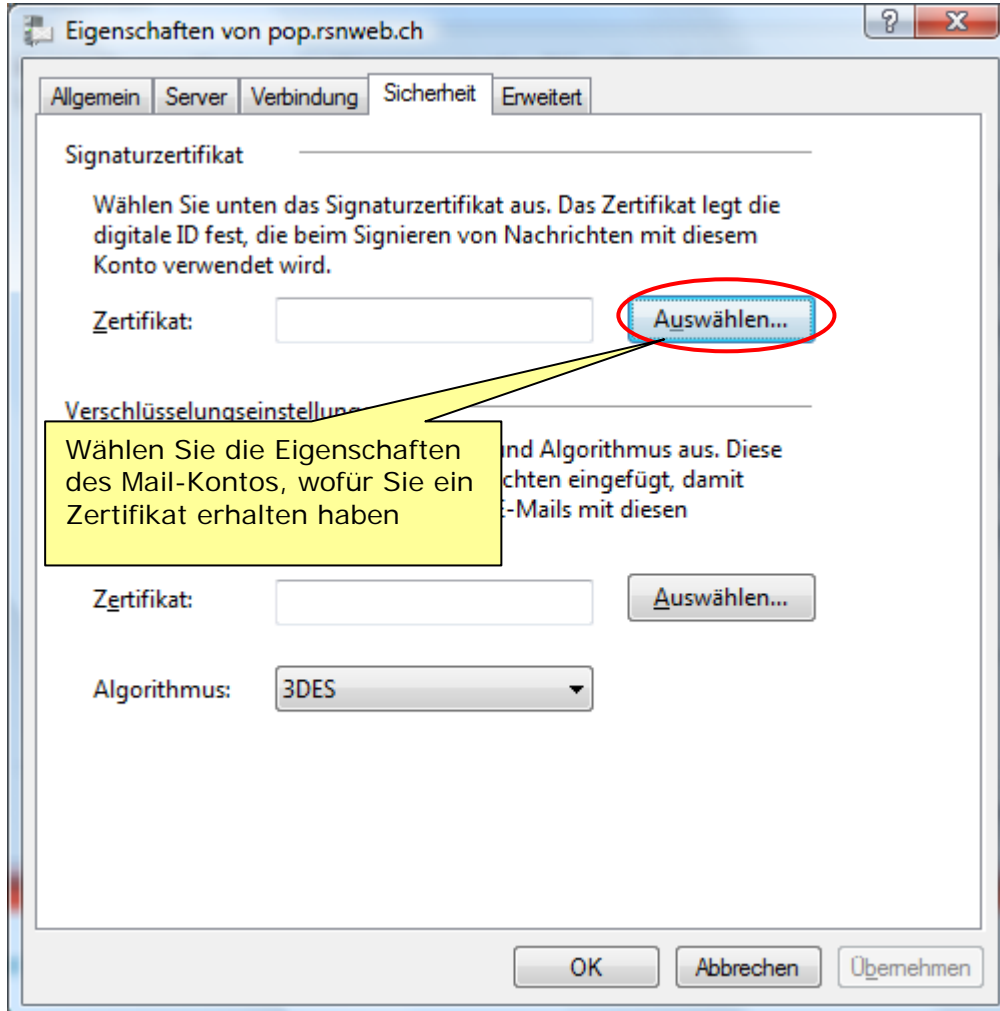 Eigenschaften von pop.rsnweb.ch
?
Allgemein Server Verbindung Sicherheit Erweitert
Signaturzertifikat
Wählen Sie unten das Signaturzertifikat aus. Das Zertifikat legt die
digitale ID fest, die beim Signieren von Nachrichten mit diesem
Konto verwendet wird.
Zertifikat: Auswählen...
Verschlüsselungseinstellung
Wählen Sie die Eigenschaften
des Mail-Kontos, wofür Sie ein
Zertifikat erhalten haben
und Algorithmus aus. Diese
chten eingefügt, damit
E-Mails mit diesen
Zertifikat: Auswählen...
Algorithmus: 3DES
OK Abbrechen Übernehmen